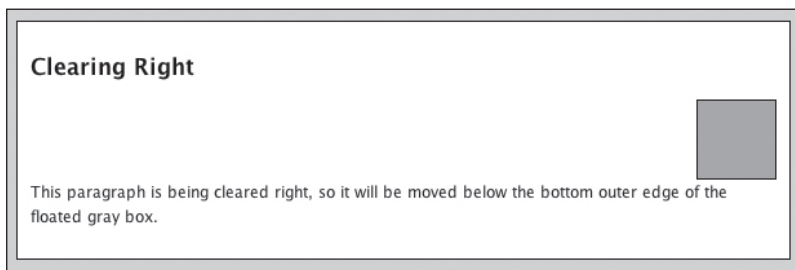 Clearing Right
This paragraph is being cleared right, so it will be moved below the bottom outer edge of the
floated gray box.